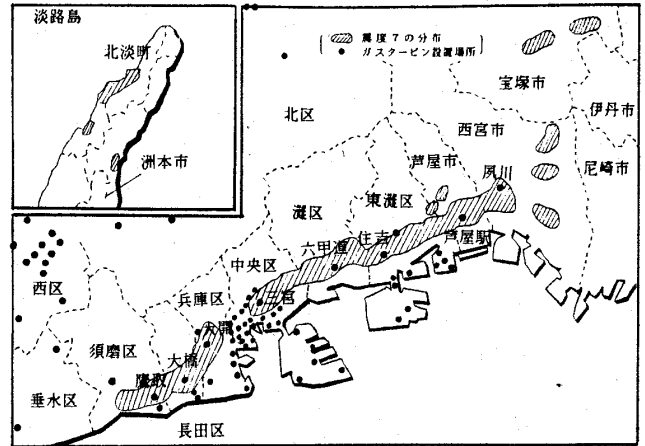 淡路島
北淡町
洲本市
震度7の分布
ガスタービン設置場所
宝塚市
伊丹市
北区
西宮市
尼崎市
芦屋市
夙川
東灘区
灘区
住吉
六甲道
芦屋駅
中央区
西区
兵庫区
三宮
大開
須磨区
大橋
鷹取
垂水区
長田区